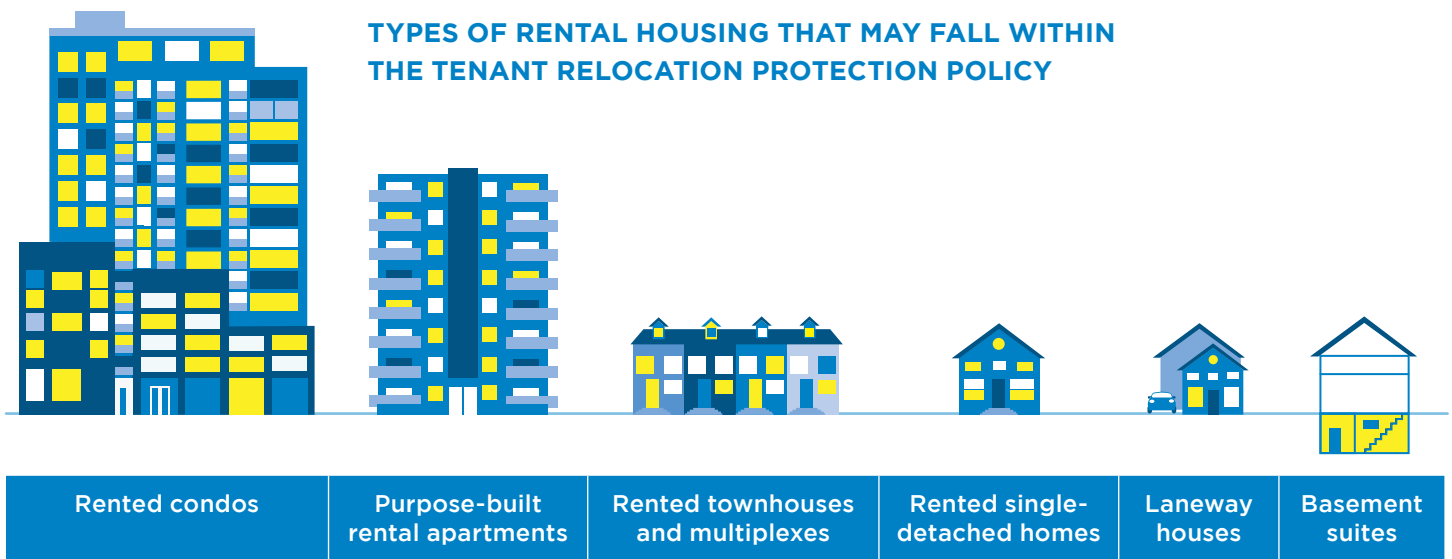 TYPES OF RENTAL HOUSING THAT MAY FALL WITHIN
THE TENANT RELOCATION PROTECTION POLICY
Rented condos
Purpose-built
rental apartments
Rented townhouses
and multiplexes
Rented single-
detached homes
Laneway
houses
Basement
suites